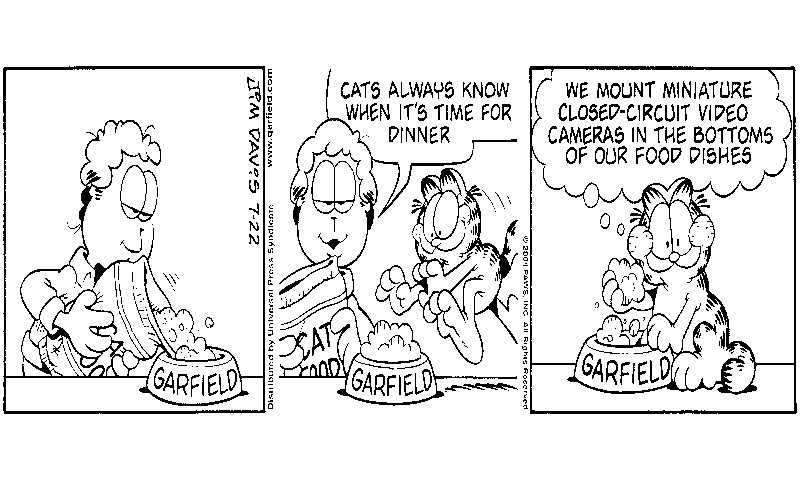 JIM DAVIS 7-22
GARFIELD
www.garfield.com
Distributed by Universal Press Syndicate
CATS ALWAYS KNOW
WHEN IT'S TIME FOR
DINNER
CAT
FOOD
GARFIELD
© 2001 PAWS, INC. All Rights Reserved
WE MOUNT MINIATURE
CLOSED-CIRCUIT VIDEO
CAMERAS IN THE BOTTOMS
OF OUR FOOD DISHES
GARFIELD